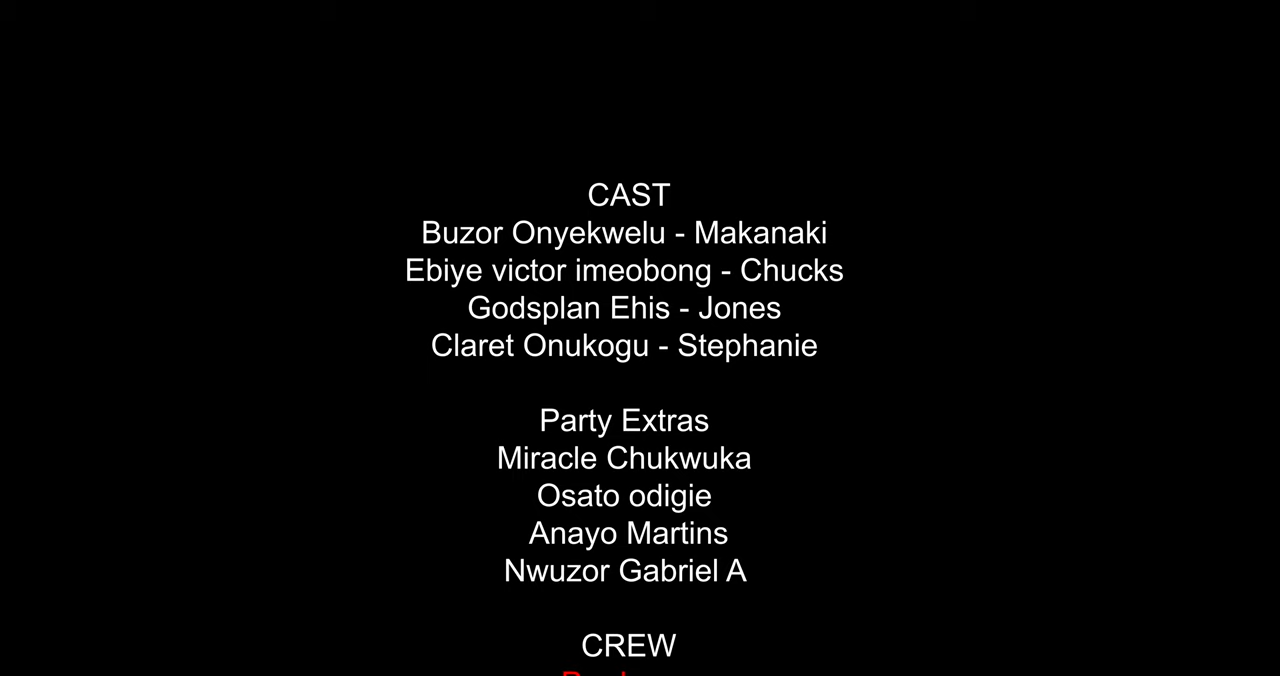 CAST
Buzor Onyekwelu - Makanaki
Ebiye victor imeobong - Chucks
Godsplan Ehis - Jones
Claret Onukogu - Stephanie
Party Extras
Miracle Chukwuka
Osato odigie
Anayo Martins
Nwuzor Gabriel A
CREW